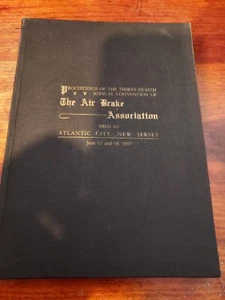 PROCEEDINGS OF THE THIRTY EIGHTH
ANNUAL CONVENTION OF
The Air Brake
Association
HELD AT
ATLANTIC CITY, NEW JERSEY
June 17 and 18,